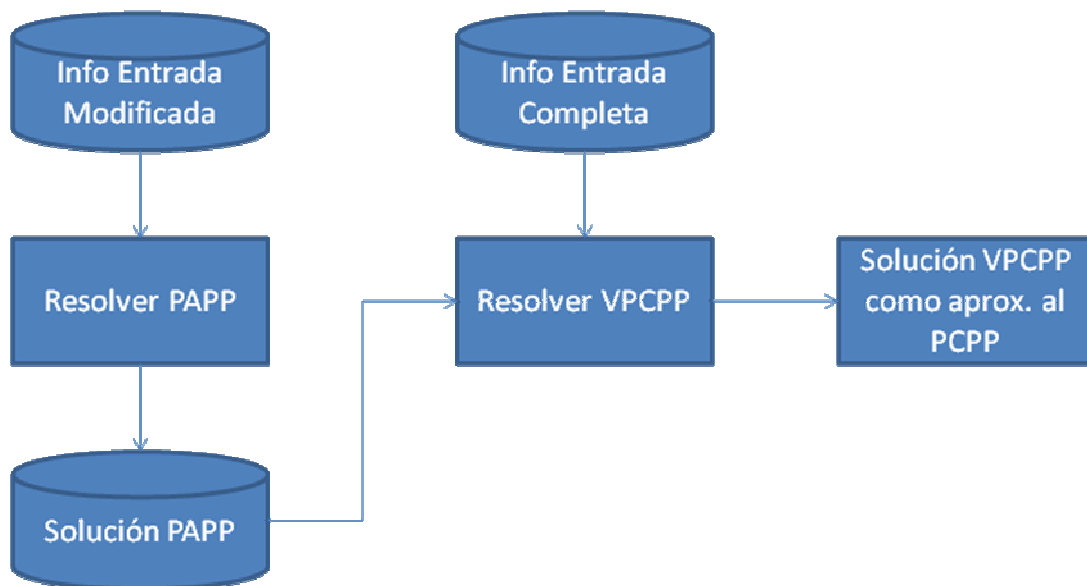 Info Entrada
Modificada
Info Entrada
Completa
Resolver PAPP
Resolver VPCPP
Solución VPCPP
como aprox. al
PCPP
Solución PAPP